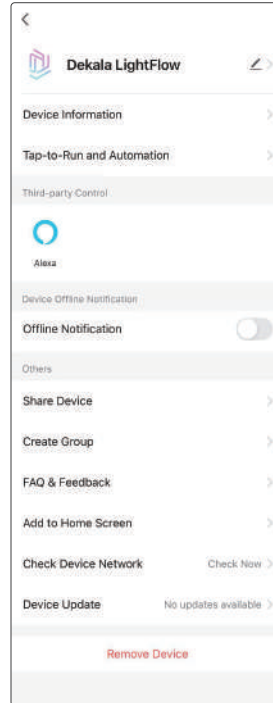 Dekala LightFlow
Device Information
Tap-to-Run and Automation
Third-party Control
Alexa
Device Offline Notification
Offline Notification
Others
Share Device
Create Group
FAQ & Feedback
Add to Home Screen
Check Device Network Check Now
Device Update No updates available
Remove Device